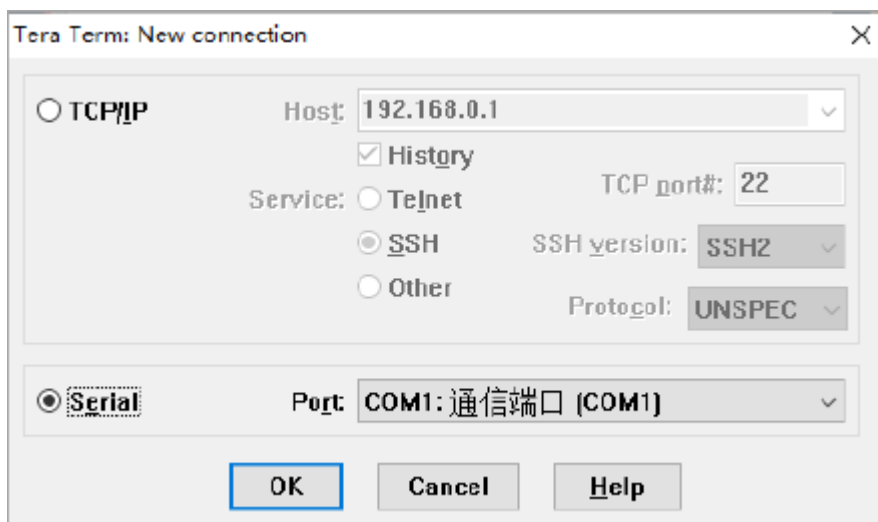 Tera Term: New connection
TCP/IP Host: 192.168.0.1
History
Service: Telnet TCP port#: 22
SSH SSH version: SSH2
Other Protocol: UNSPEC
Serial Port: COM1: 通信端口 (COM1)
OK Cancel Help